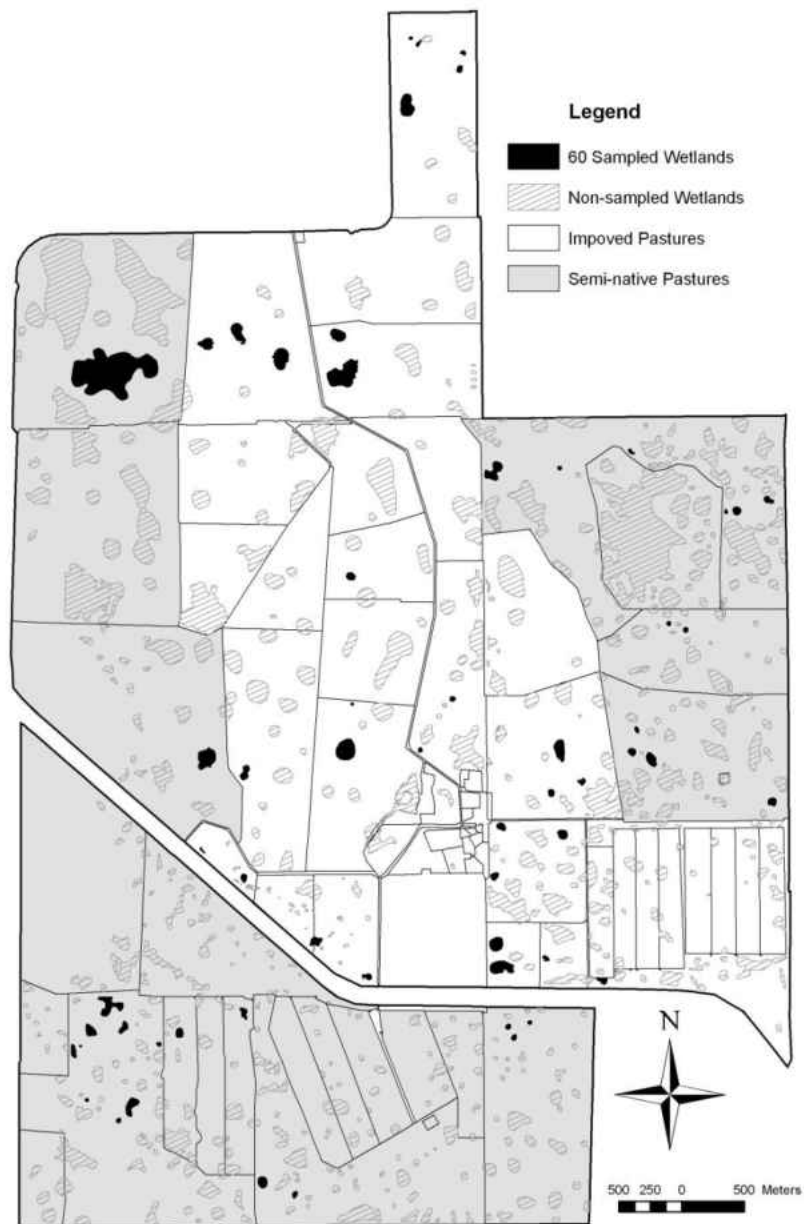 Legend
60 Sampled Wetlands
Non-sampled Wetlands
Impoved Pastures
Semi-native Pastures
N
500 250 0 500 Meters